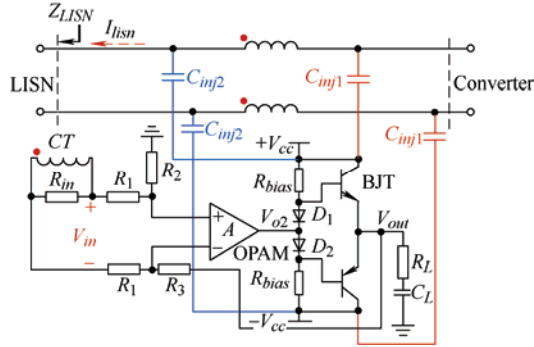 Z_LISN
I_lisn
LISN
C_inj2
C_inj1
Converter
C_inj2
C_inj1
CT
+V_cc
R_in
R_1
R_2
R_bias
BJT
V_in
+
−
+
−
A
OPAM
V_o2
D_1
D_2
V_out
R_1
R_3
R_bias
R_L
C_L
−V_cc